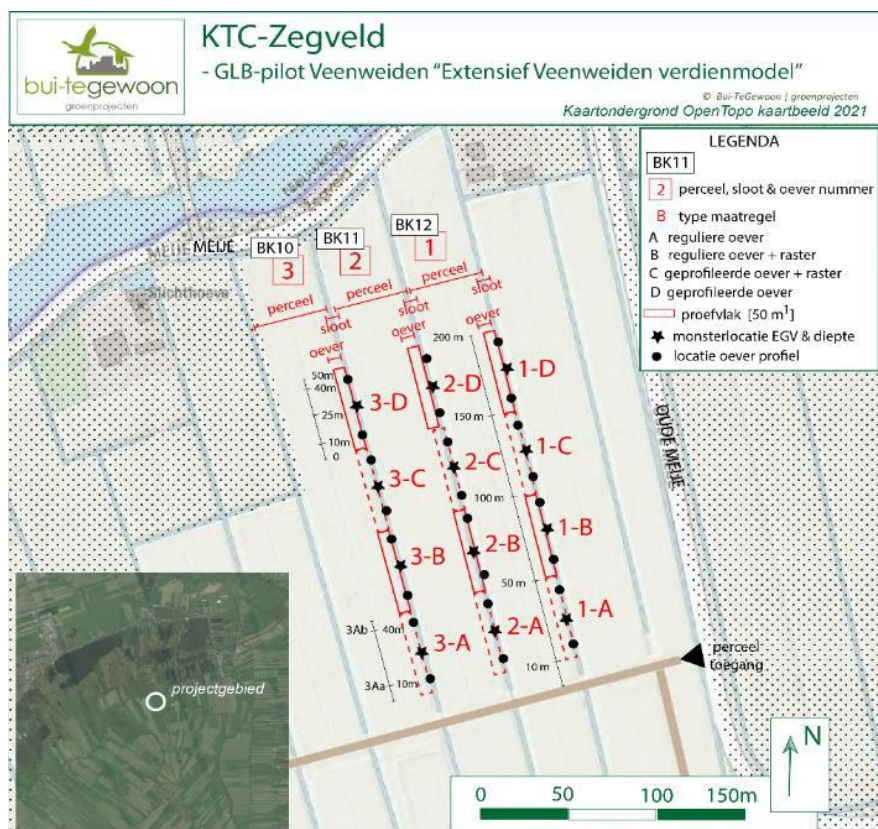 bui-tegewoon
groenprojecten
KTC-Zegveld
- GLB-pilot Veenweiden “Extensief Veenweiden verdienmodel”
© Bui-TeGewoon | groenprojecten
Kaartondergrond OpenTopo kaartbeeld 2021
LEGENDA
BK11
2 perceel, sloot & oever nummer
B type maatregel
A reguliere oever
B reguliere oever + raster
C geprofileerde oever + raster
D geprofileerde oever
proefvlak [50 m¹]
monsterlocatie EGV & diepte
locatie oever profiel
Zegveld
MEIJE MEIJE
BK10 BK11 BK12
3 2 1
perceel perceel perceel
sloot sloot sloot
oever oever oever
200 m
150 m
100 m
50 m
10 m
50m
40m
25m
10m
0
3-D 2-D 1-D
3-C 2-C 1-C
3-B 2-B 1-B
3-A 2-A 1-A
3Ab 40m
3Aa 10m
OUDE MEIJE
perceel
toegang
projectgebied
N
0 50 100 150m